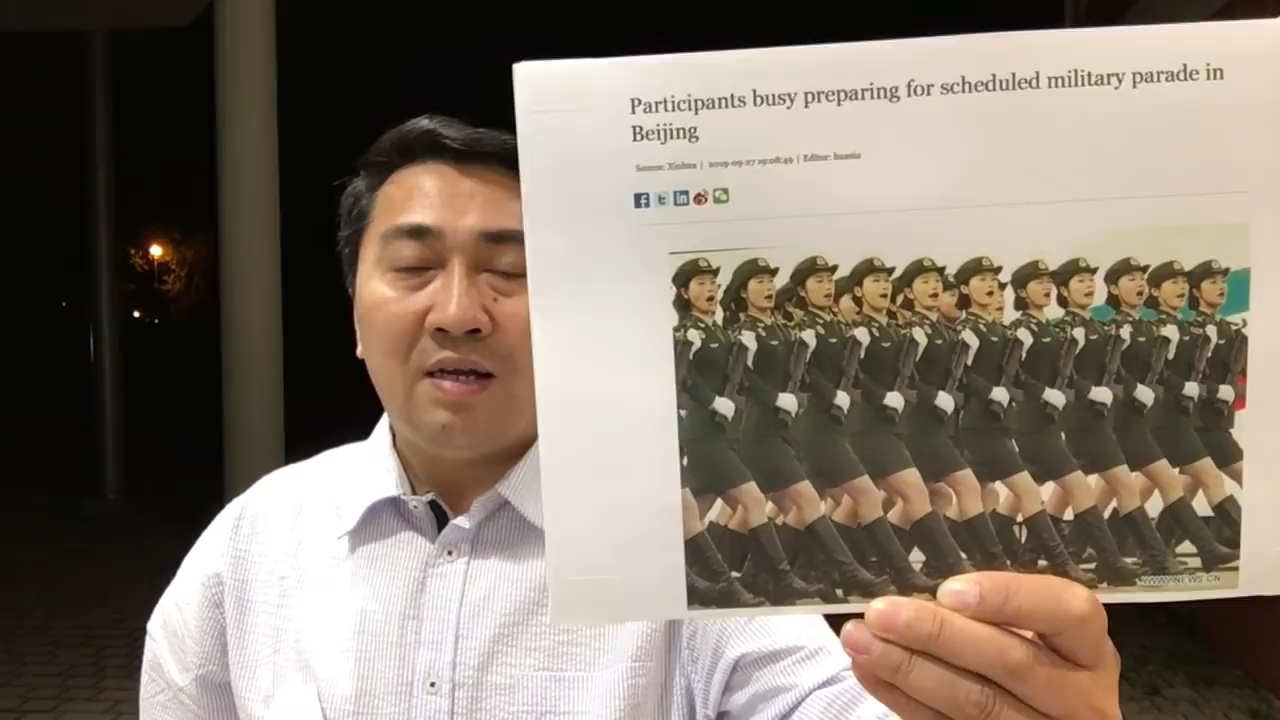 Participants busy preparing for scheduled military parade in
Beijing
Source: Xinhua | 2019-09-27 19:08:49 | Editor: huaxia
WWW.NEWS.CN